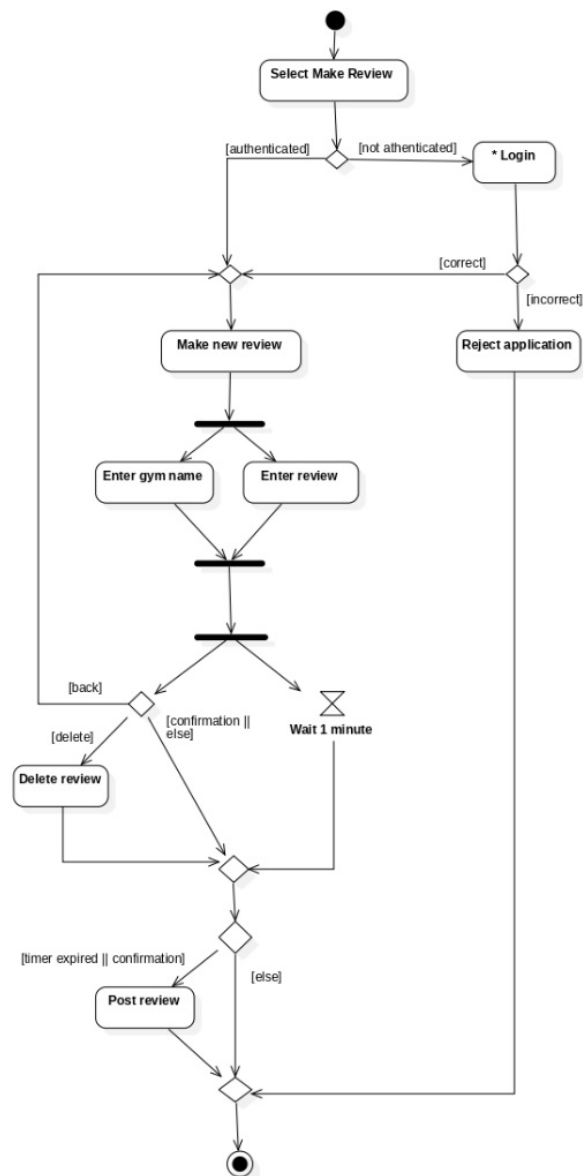 Select Make Review
[authenticated]
[not athenticated]
* Login
[correct]
[incorrect]
Make new review
Reject application
Enter gym name
Enter review
[back]
[confirmation ||
else]
[delete]
Wait 1 minute
Delete review
[timer expired || confirmation]
[else]
Post review